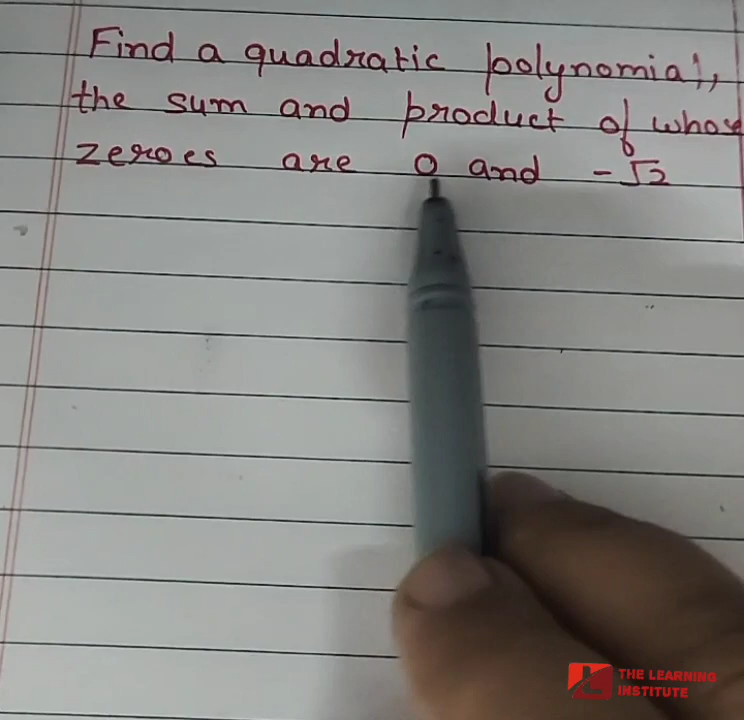 Find a quadratic polynomial,
the sum and product of whose
zeroes are 0 and -√2
THE LEARNING
INSTITUTE